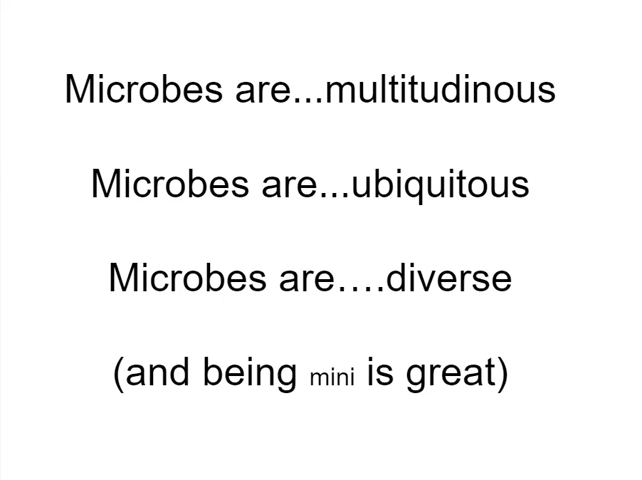 Microbes are...multitudinous
Microbes are...ubiquitous
Microbes are….diverse
(and being mini is great)